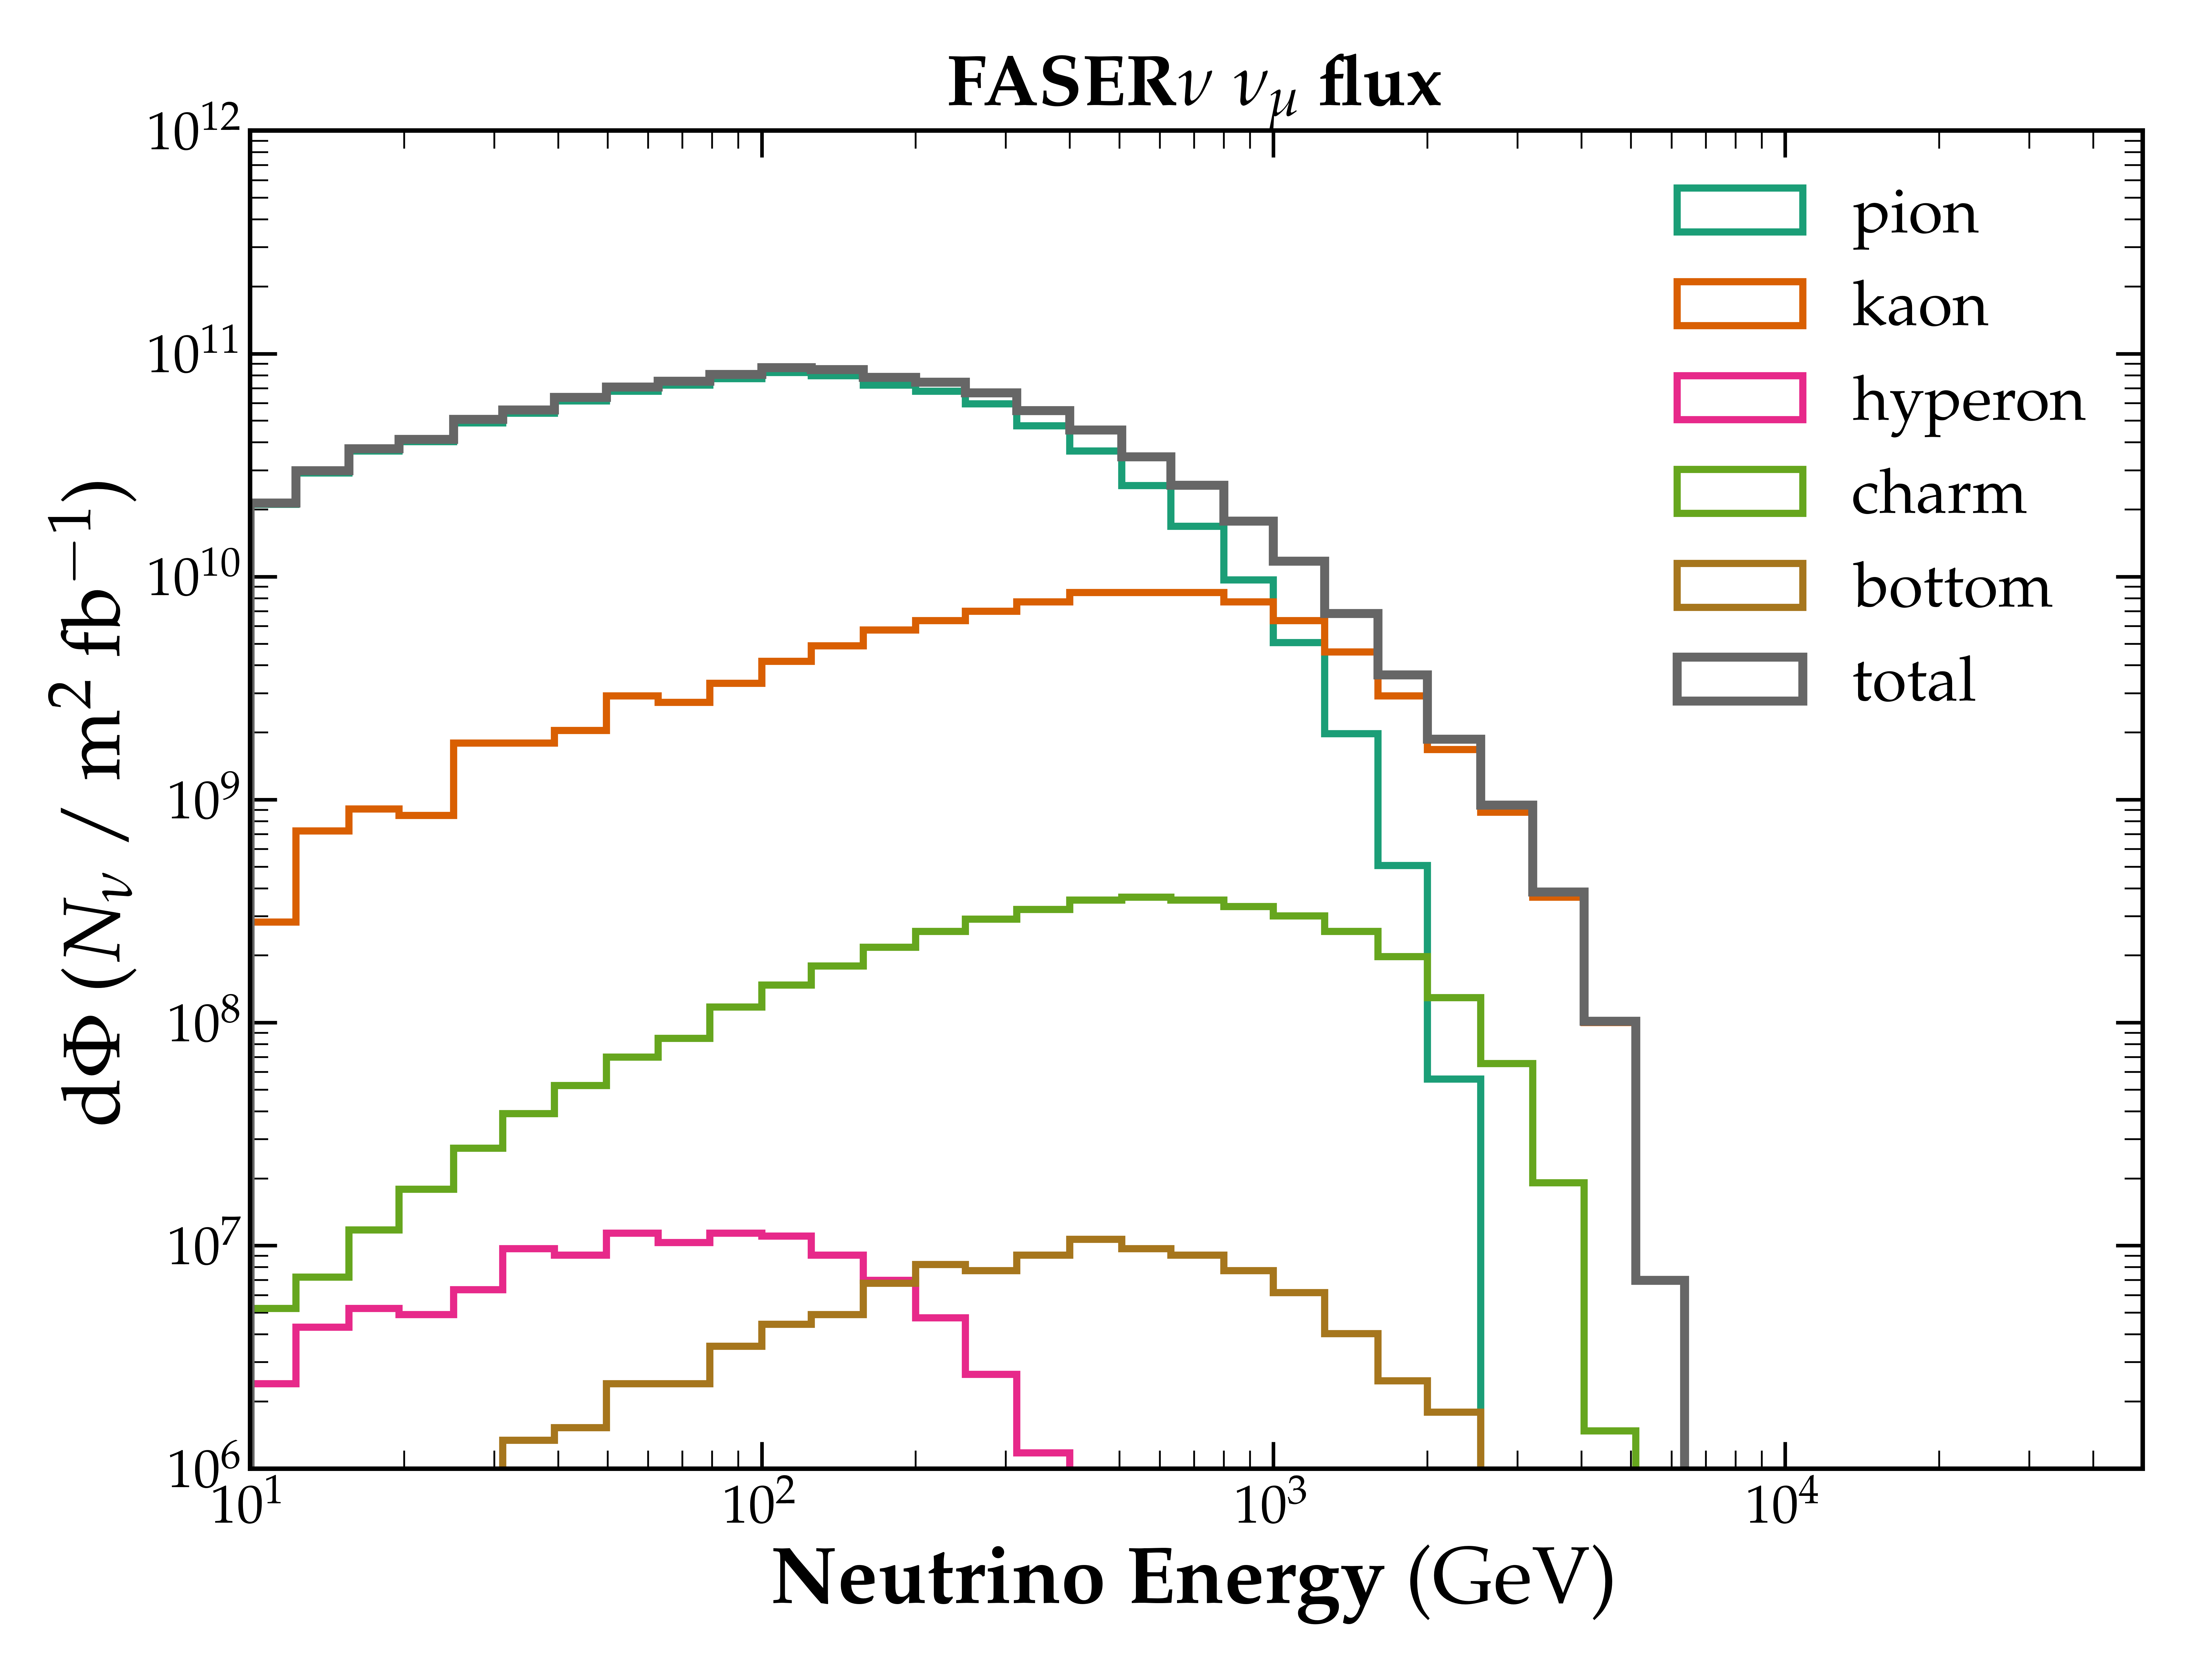 FASERν ν_μ flux
10^12
10^11
10^10
10^9
10^8
10^7
10^6
dΦ (N_ν / m^2 fb^−1)
pion
kaon
hyperon
charm
bottom
total
10^1 10^2 10^3 10^4
Neutrino Energy (GeV)